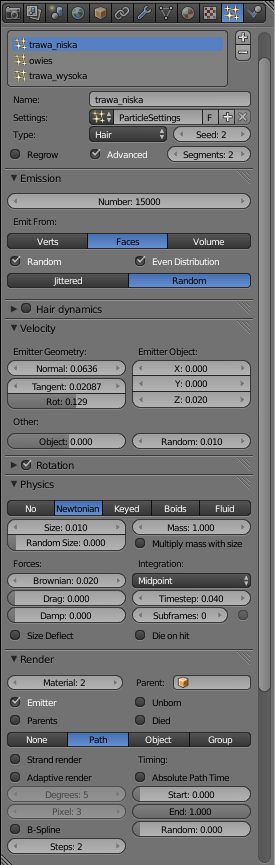 trawa_niska
owies
trawa_wysoka
Name: trawa_niska
Settings: ParticleSettings F
Type: Hair Seed: 2
Regrow Advanced Segments: 2
Emission
Number: 15000
Emit From:
Verts Faces Volume
Random Even Distribution
Jittered Random
Hair dynamics
Velocity
Emitter Geometry: Emitter Object:
Normal: 0.0636 X: 0.000
Tangent: 0.02087 Y: 0.000
Rot: 0.129 Z: 0.020
Other:
Object: 0.000 Random: 0.010
Rotation
Physics
No Newtonian Keyed Boids Fluid
Size: 0.010 Mass: 1.000
Random Size: 0.000 Multiply mass with size
Forces: Integration:
Brownian: 0.020 Midpoint
Drag: 0.000 Timestep: 0.040
Damp: 0.000 Subframes: 0
Size Deflect Die on hit
Render
Material: 2 Parent:
Emitter Unborn
Parents Died
None Path Object Group
Strand render Timing:
Adaptive render Absolute Path Time
Degrees: 5 Start: 0.000
Pixel: 3 End: 1.000
B-Spline Random: 0.000
Steps: 2